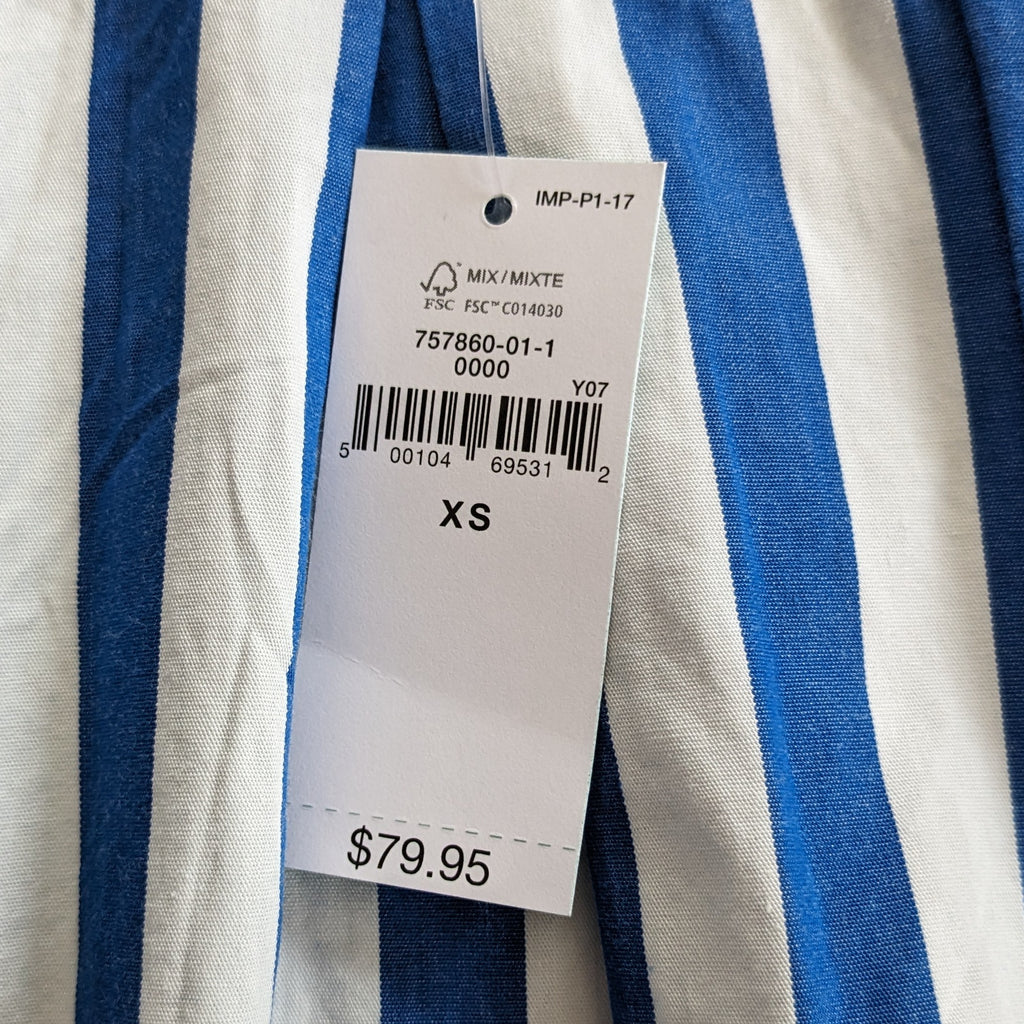 IMP-P1-17
MIX/MIXTE
FSC FSC™ C014030
757860-01-1
0000
Y07
5 00104 69531 2
XS
$79.95